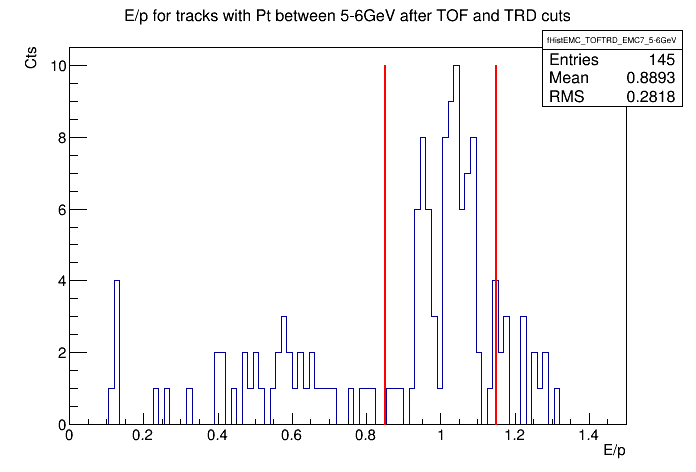 E/p for tracks with Pt between 5-6GeV after TOF and TRD cuts
fHistEMC_TOFTRD_EMC7_5-6GeV
Entries 145
Mean 0.8893
RMS 0.2818
Cts
10
8
6
4
2
0
0 0.2 0.4 0.6 0.8 1 1.2 1.4
E/p